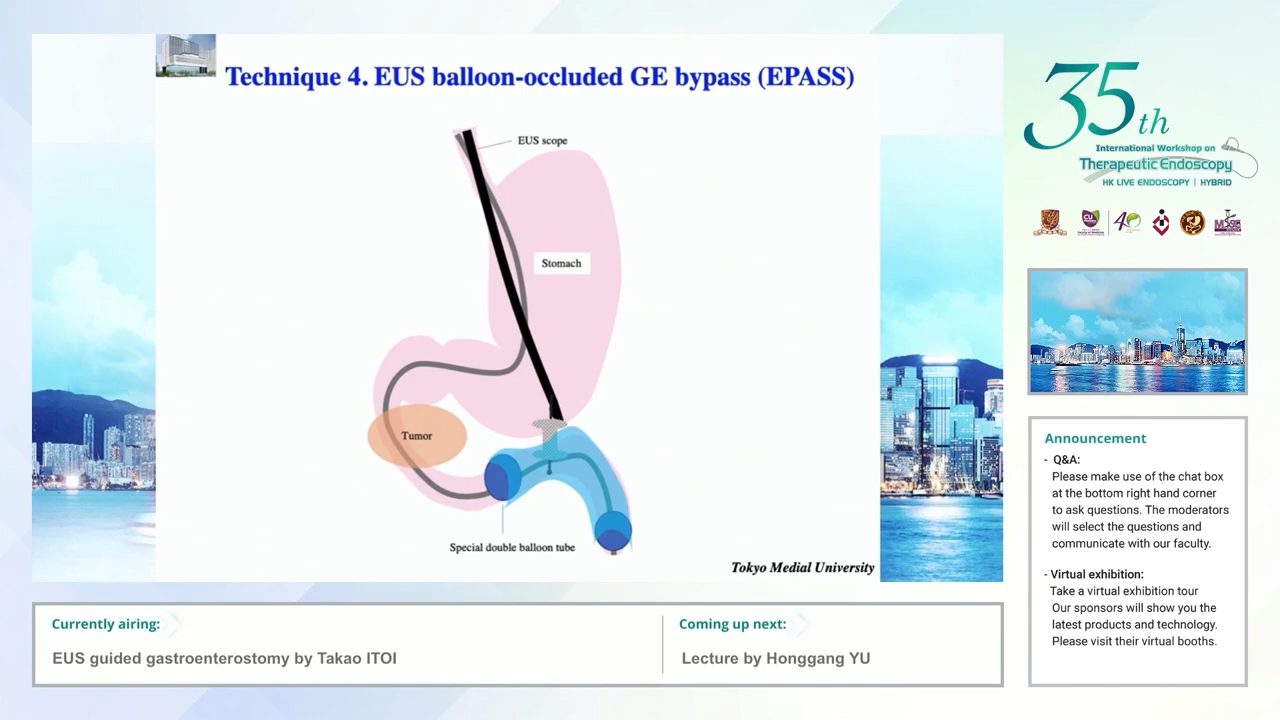 Technique 4. EUS balloon-occluded GE bypass (EPASS)
EUS scope
Stomach
Tumor
Special double balloon tube
Tokyo Medial University
35th
International Workshop on
Therapeutic Endoscopy
HK LIVE ENDOSCOPY | HYBRID
Announcement
- Q&A:
Please make use of the chat box
at the bottom right hand corner
to ask questions. The moderators
will select the questions and
communicate with our faculty.
- Virtual exhibition:
Take a virtual exhibition tour
Our sponsors will show you the
latest products and technology.
Please visit their virtual booths.
Currently airing:
EUS guided gastroenterostomy by Takao ITOI
Coming up next:
Lecture by Honggang YU